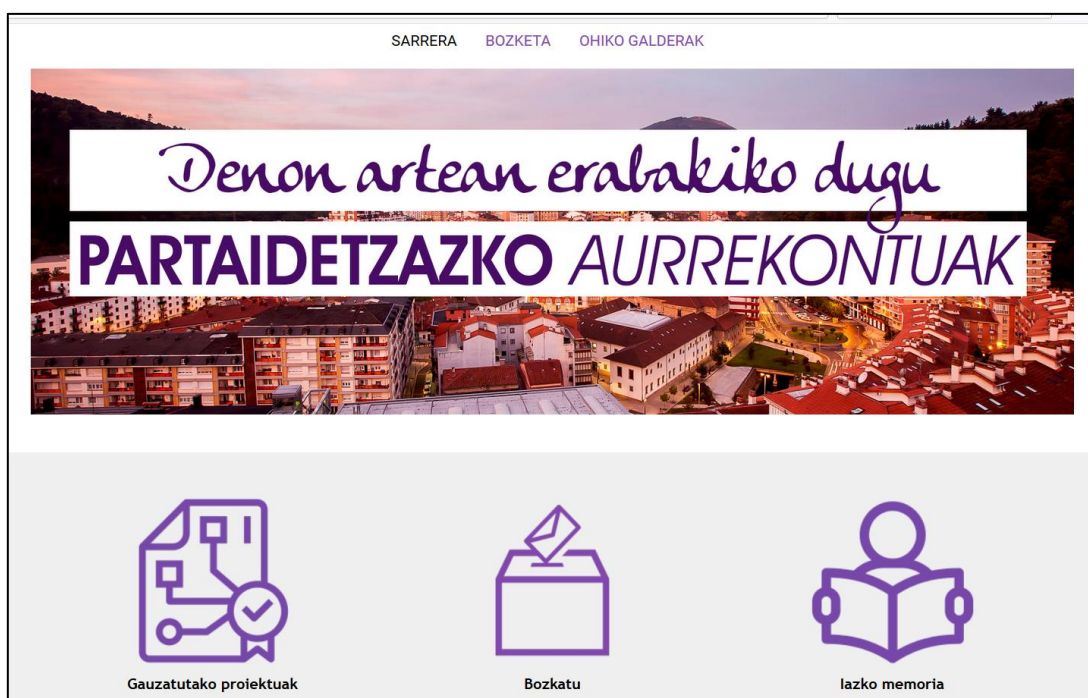 SARRERA BOZKETA OHIKO GALDERAK
Denon artean erabakiko dugu
PARTAIDETZAZKO AURREKONTUAK
Gauzatutako proiektuak
Bozkatu
Iazko memoria